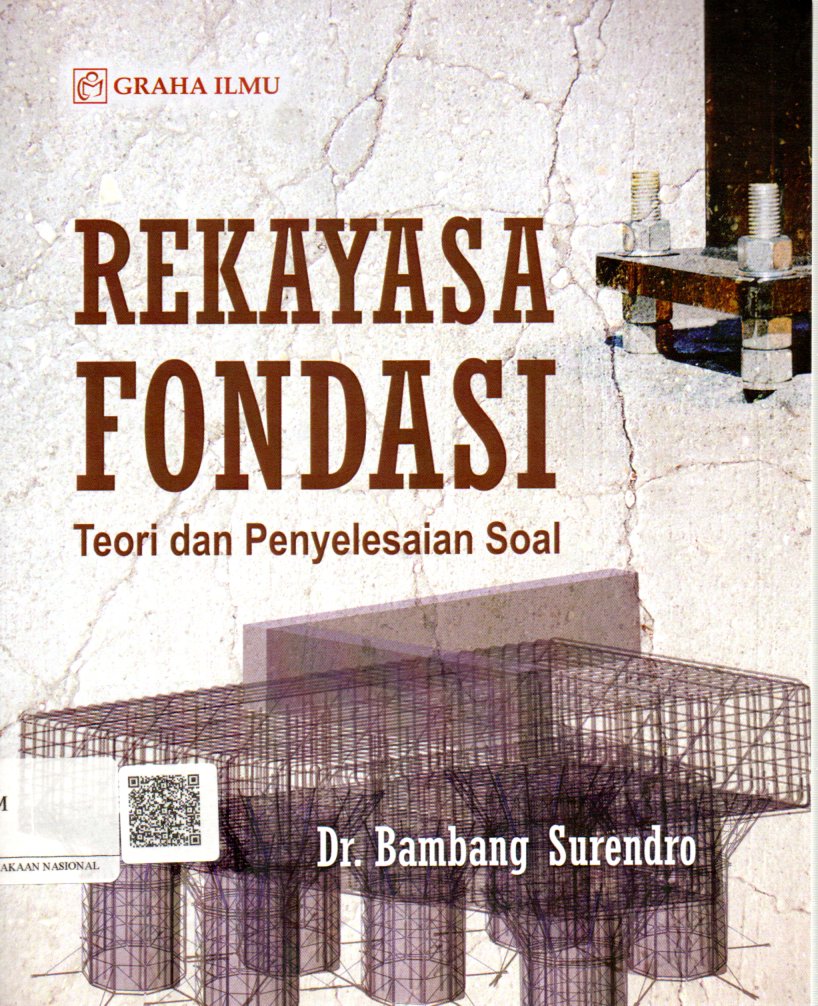 GRAHA ILMU
REKAYASA
FONDASI
Teori dan Penyelesaian Soal
M
AKAAN NASIONAL
Dr. Bambang Surendro